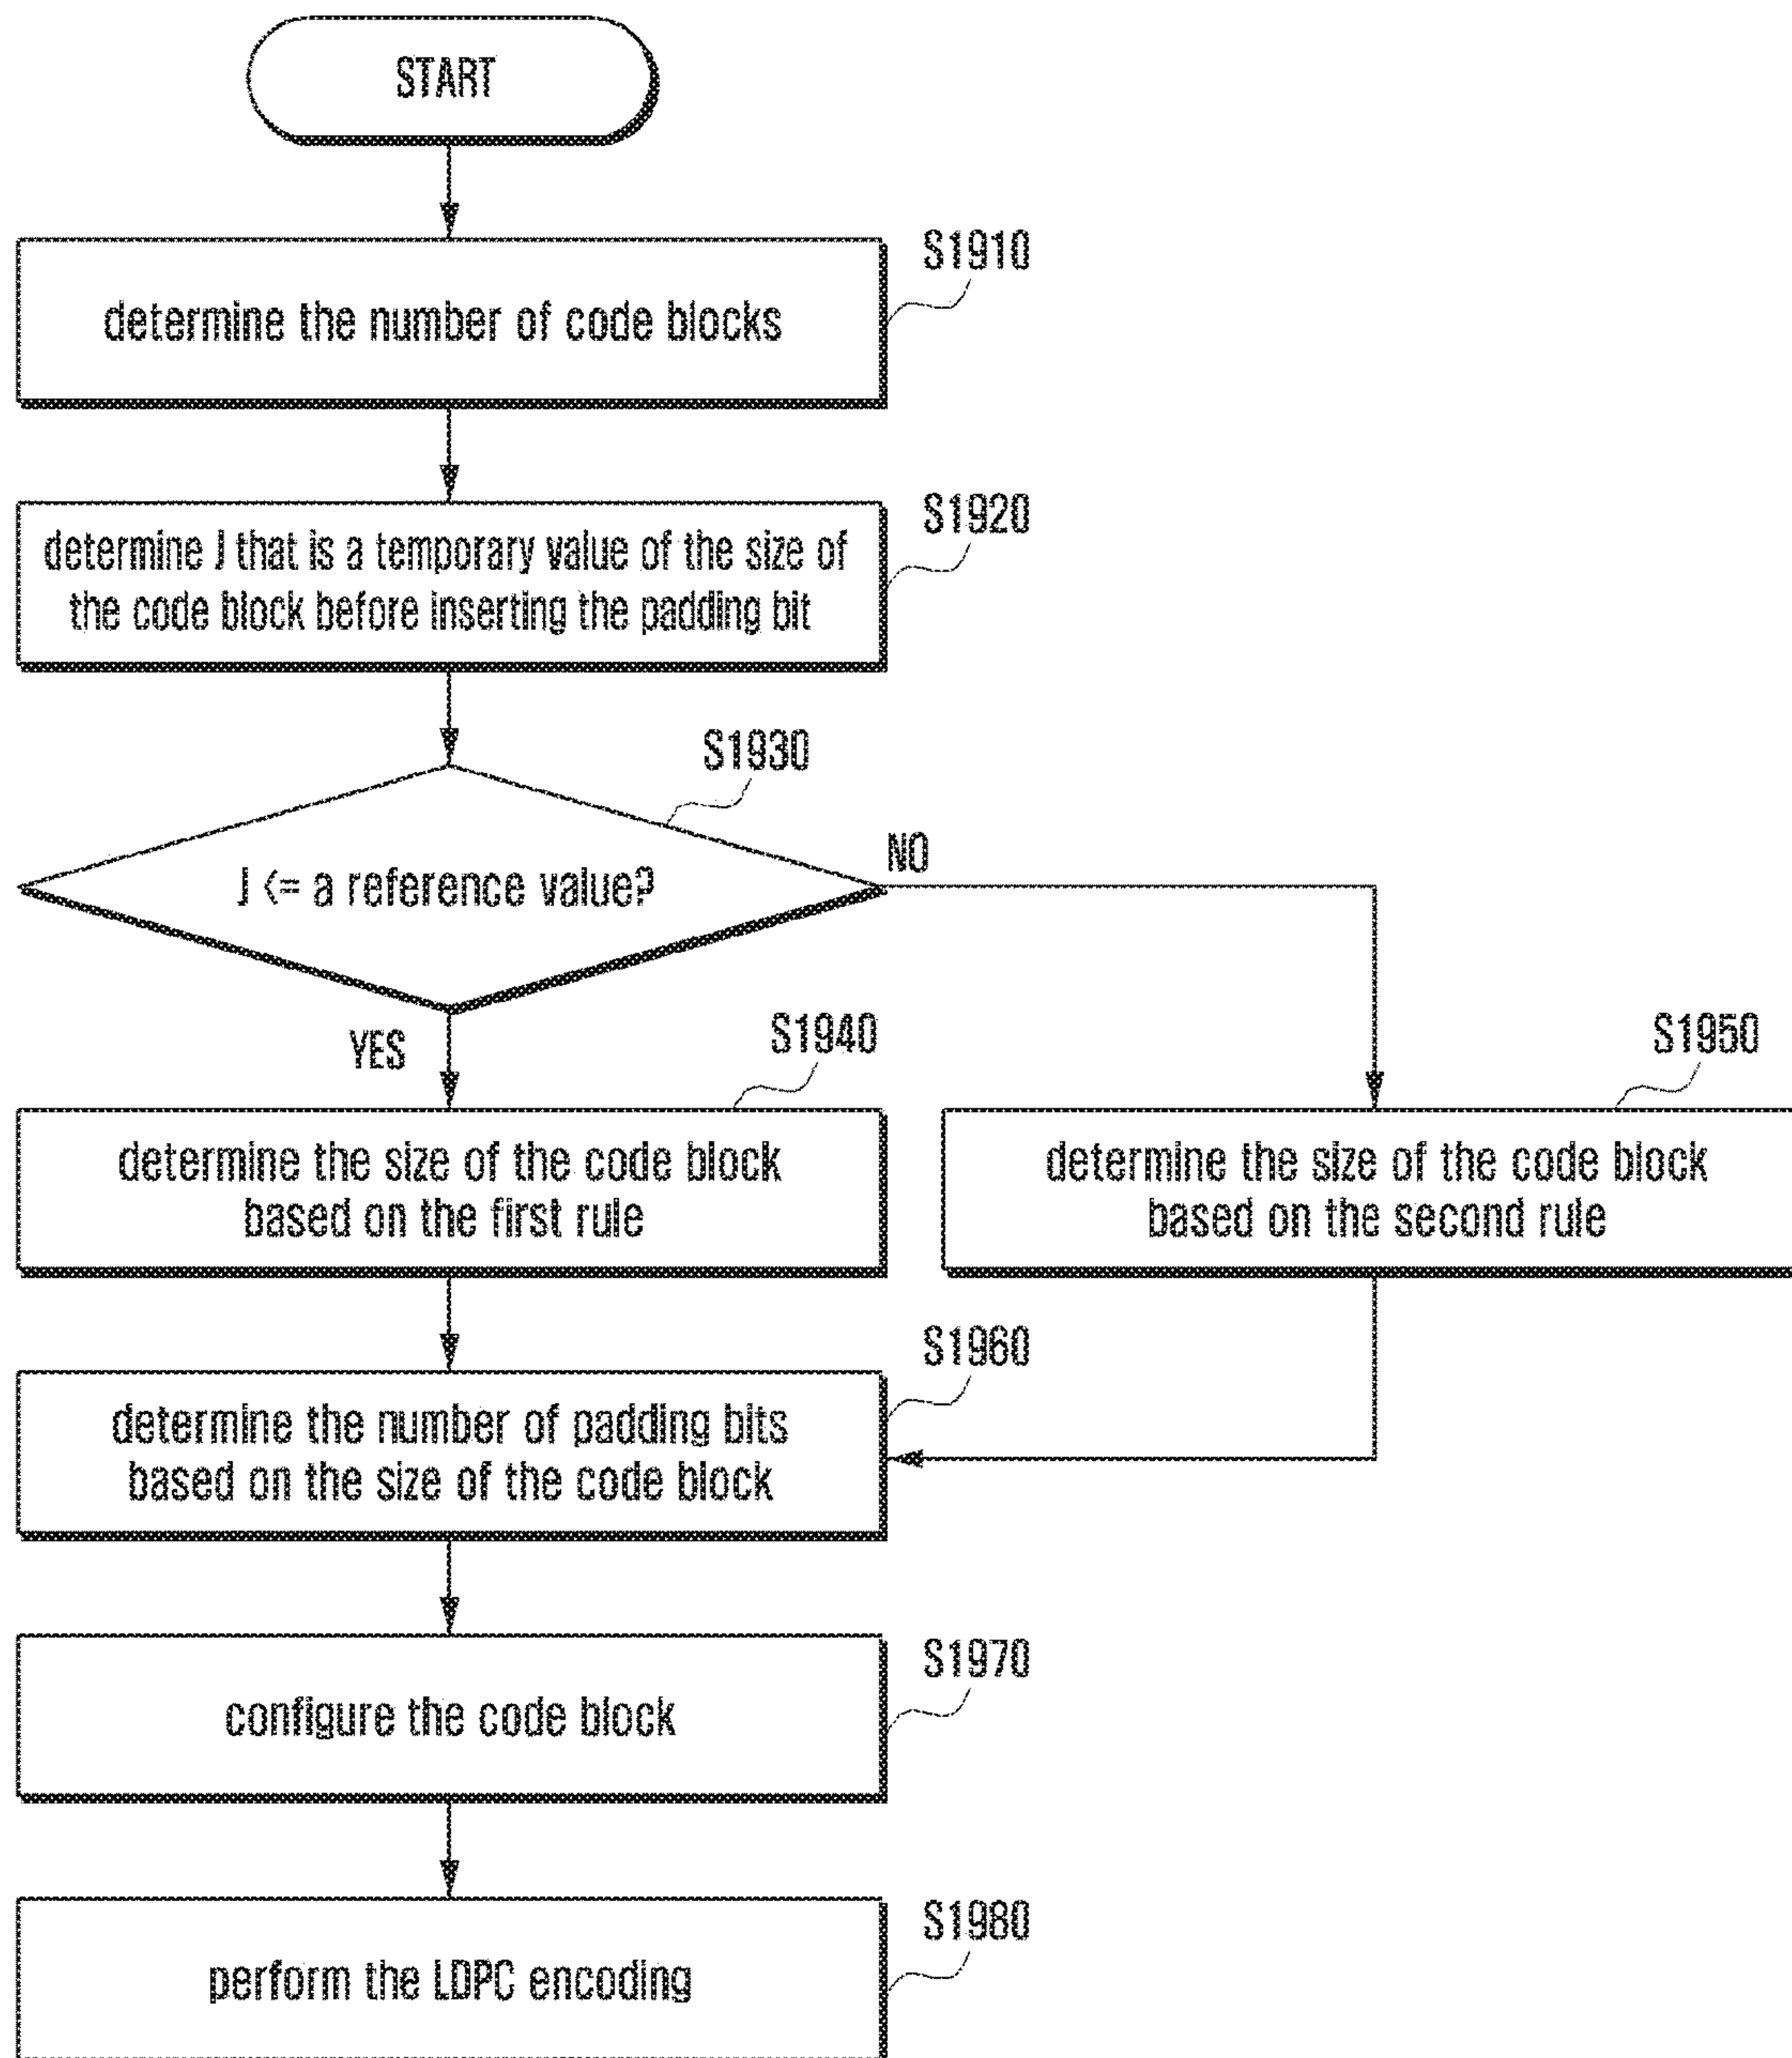 START
S1910
determine the number of code blocks
S1920
determine J that is a temporary value of the size of
the code block before inserting the padding bit
S1930
J <= a reference value?
NO
YES
S1940
determine the size of the code block
based on the first rule
S1950
determine the size of the code block
based on the second rule
S1960
determine the number of padding bits
based on the size of the code block
S1970
configure the code block
S1980
perform the LDPC encoding